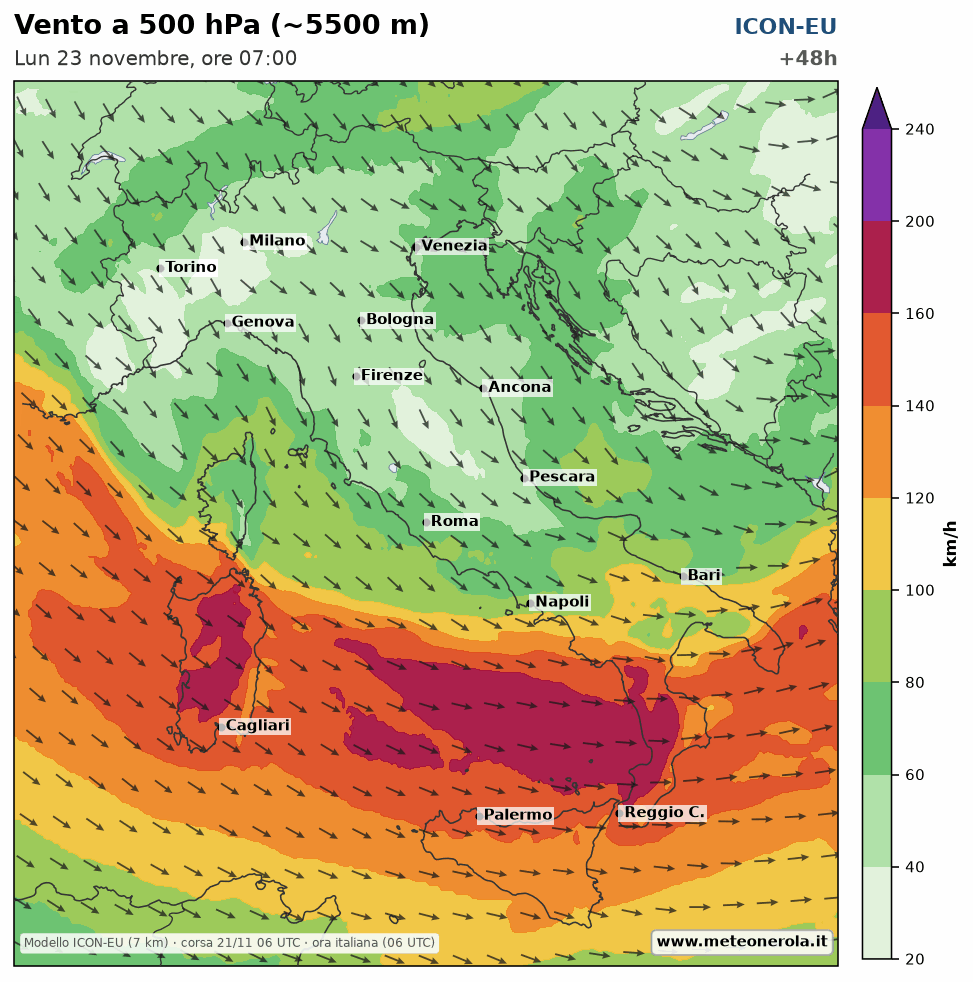 Vento a 500 hPa (~5500 m)
ICON-EU
Lun 23 novembre, ore 07:00
+48h
Milano
Venezia
Torino
Genova
Bologna
Firenze
Ancona
Pescara
Roma
Bari
Napoli
Cagliari
Palermo
Reggio C.
240
200
160
140
120
100
80
60
40
20
km/h
Modello ICON-EU (7 km) · corsa 21/11 06 UTC · ora italiana (06 UTC)
www.meteonerola.it